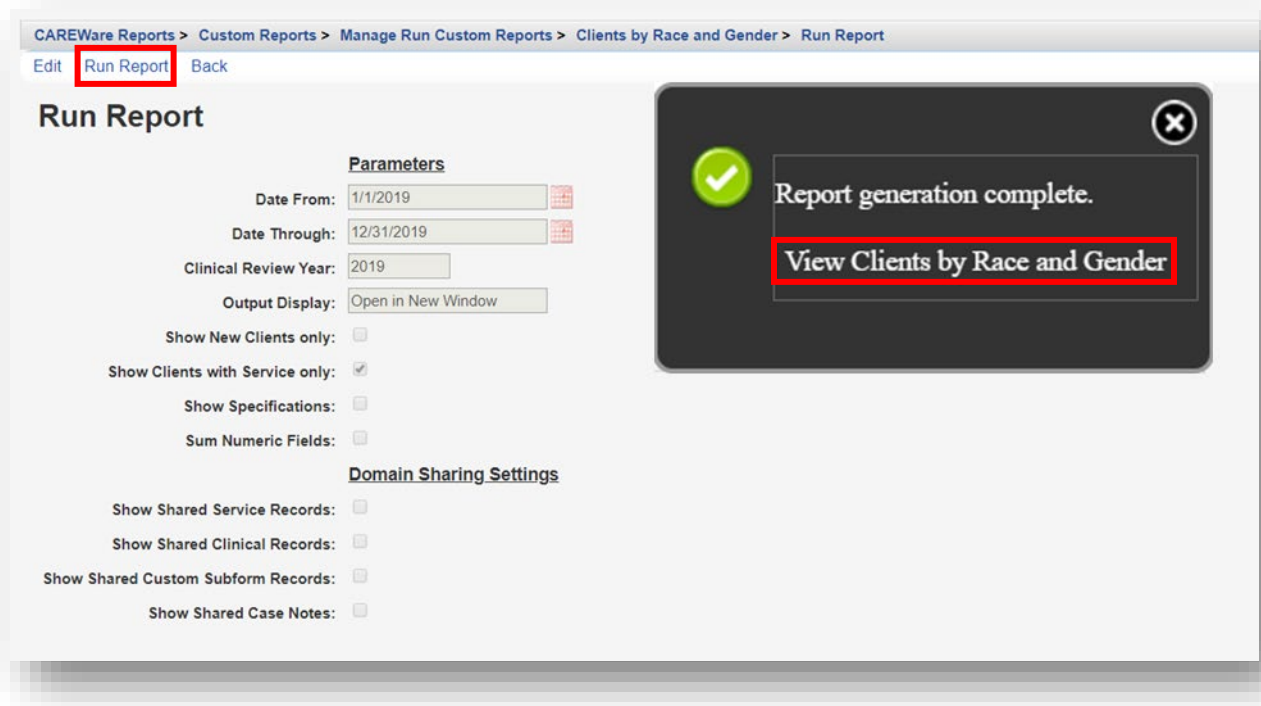 CAREWare Reports > Custom Reports > Manage Run Custom Reports > Clients by Race and Gender > Run Report
Edit Run Report Back
Run Report
Parameters
Date From: 1/1/2019
Date Through: 12/31/2019
Clinical Review Year: 2019
Output Display: Open in New Window
Show New Clients only:
Show Clients with Service only:
Show Specifications:
Sum Numeric Fields:
Domain Sharing Settings
Show Shared Service Records:
Show Shared Clinical Records:
Show Shared Custom Subform Records:
Show Shared Case Notes:
Report generation complete.
View Clients by Race and Gender